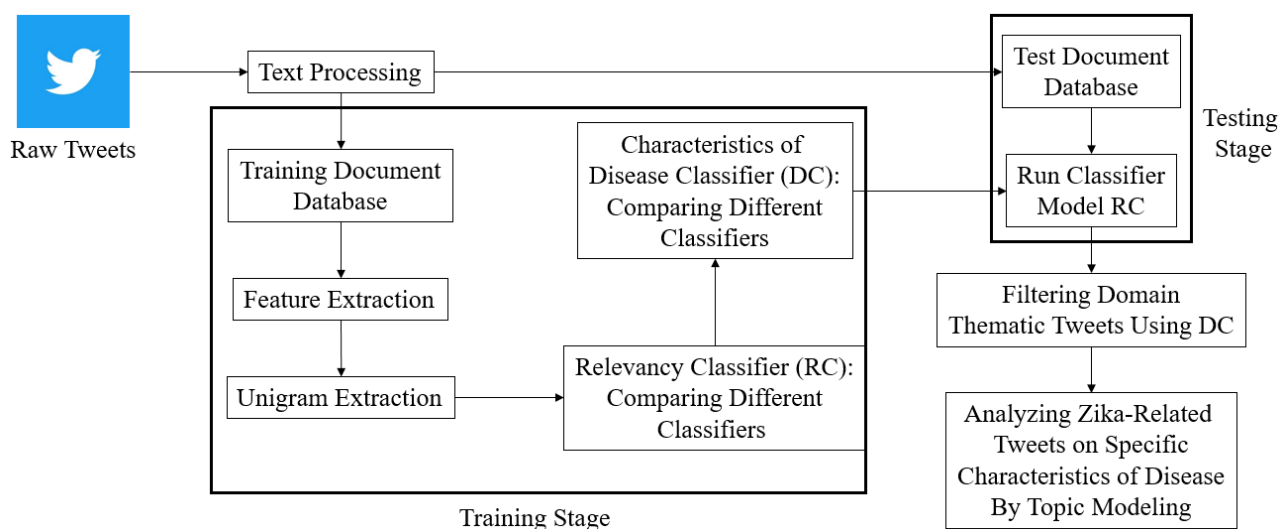 Raw Tweets
Text Processing
Training Document
Database
Feature Extraction
Unigram Extraction
Relevancy Classifier (RC):
Comparing Different
Classifiers
Characteristics of
Disease Classifier (DC):
Comparing Different
Classifiers
Training Stage
Test Document
Database
Run Classifier
Model RC
Testing
Stage
Filtering Domain
Thematic Tweets Using DC
Analyzing Zika-Related
Tweets on Specific
Characteristics of Disease
By Topic Modeling